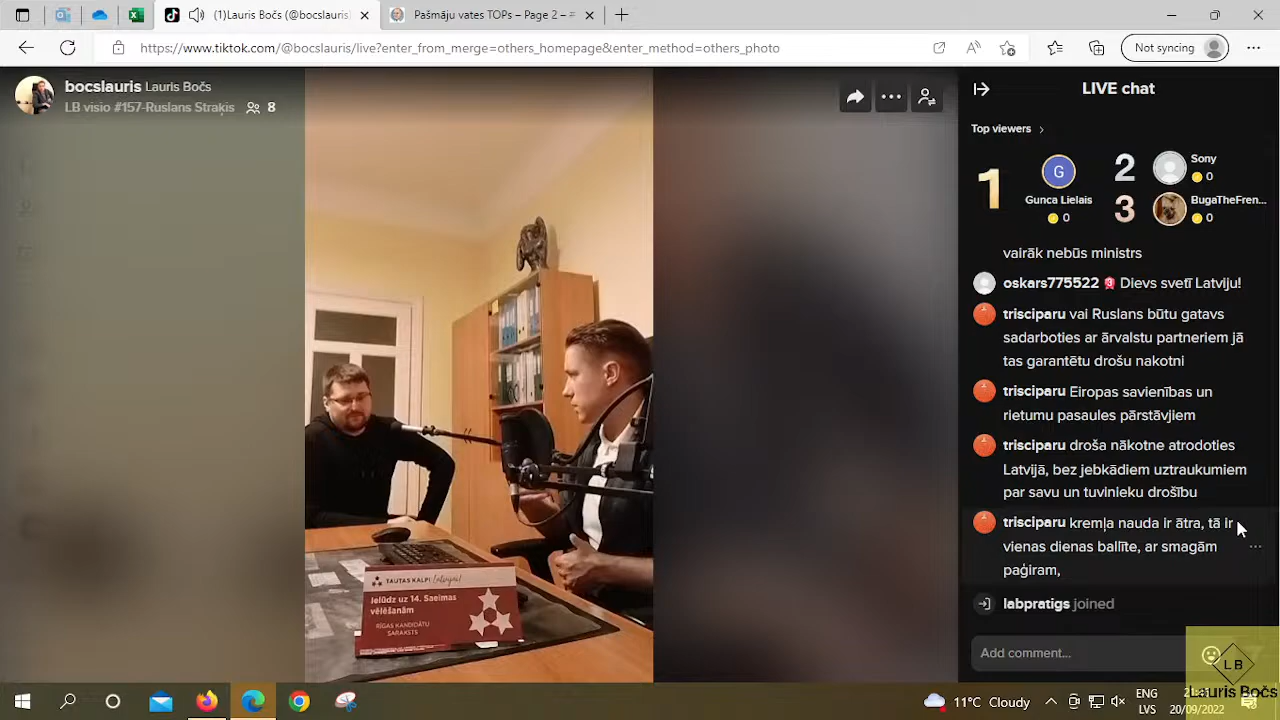 (1)Lauris Bočs (@bocslauris)
Pašmāju vates TOPs – Page 2 –
https://www.tiktok.com/@bocslauris/live?enter_from_merge=others_homepage&enter_method=others_photo
Not syncing
bocslauris Lauris Bočs
LB visio #157-Ruslans Straķis 8
LIVE chat
Top viewers
1
G
Gunca Lielais
0
2
Sony
0
3
BugaTheFren...
0
vairāk nebūs ministrs
oskars775522 Dievs svetī Latviju!
trisciparu vai Ruslans būtu gatavs
sadarboties ar ārvalstu partneriem jā
tas garantētu drošu nakotni
trisciparu Eiropas savienības un
rietumu pasaules pārstāvjiem
trisciparu droša nākotne atrodoties
Latvijā, bez jebkādiem uztraukumiem
par savu un tuvinieku drošību
trisciparu kremļa nauda ir ātra, tā ir
vienas dienas ballīte, ar smagām
paģiram,
labpratigs joined
Add comment...
TAUTAS KALPI Latvijai
Ielūdz uz 14. Saeimas
vēlēšanām
RĪGAS KANDIDĀTU
SARAKSTS
LB
Lauris Bočs
11°C Cloudy
ENG
LVS
20/09/2022